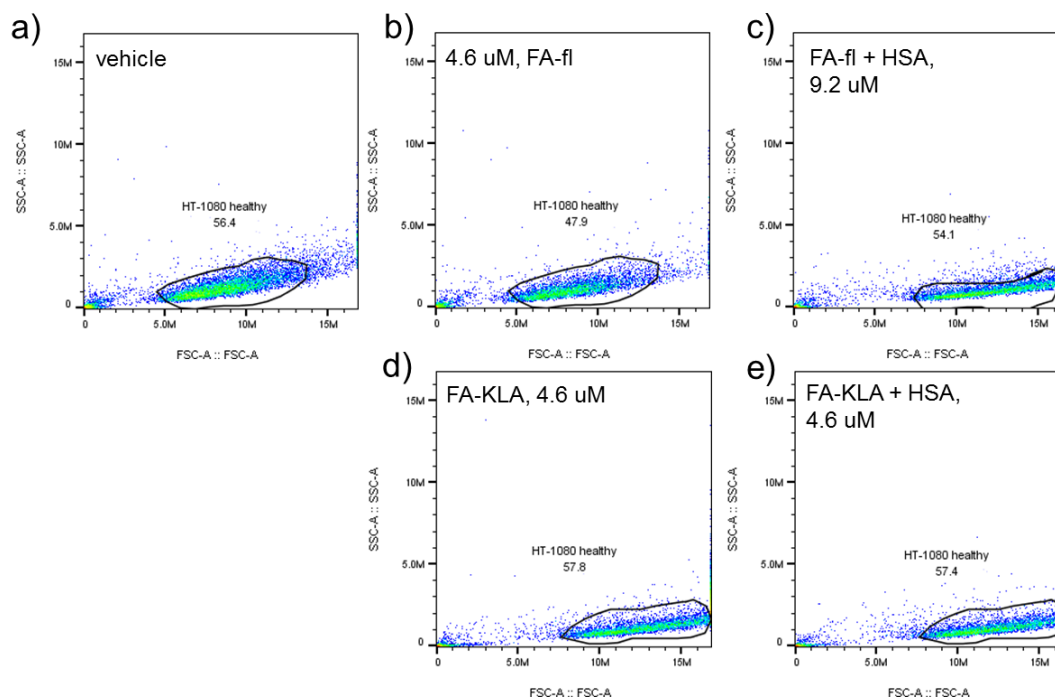 a)
vehicle
SSC-A :: SSC-A
15M
10M
5.0M
0
HT-1080 healthy
56.4
0 5.0M 10M 15M
FSC-A :: FSC-A
b)
4.6 uM, FA-fl
SSC-A :: SSC-A
15M
10M
5.0M
0
HT-1080 healthy
47.9
0 5.0M 10M 15M
FSC-A :: FSC-A
c)
FA-fl + HSA,
9.2 uM
SSC-A :: SSC-A
15M
10M
5.0M
0
HT-1080 healthy
54.1
0 5.0M 10M 15M
FSC-A :: FSC-A
d)
FA-KLA, 4.6 uM
SSC-A :: SSC-A
15M
10M
5.0M
0
HT-1080 healthy
57.8
0 5.0M 10M 15M
FSC-A :: FSC-A
e)
FA-KLA + HSA,
4.6 uM
SSC-A :: SSC-A
15M
10M
5.0M
0
HT-1080 healthy
57.4
0 5.0M 10M 15M
FSC-A :: FSC-A